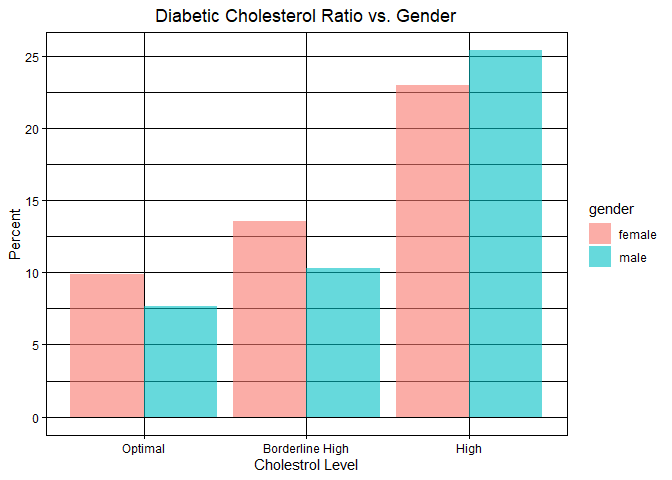 Diabetic Cholesterol Ratio vs. Gender
Percent
25
20
15
10
5
0
Optimal
Borderline High
High
Cholestrol Level
gender
female
male